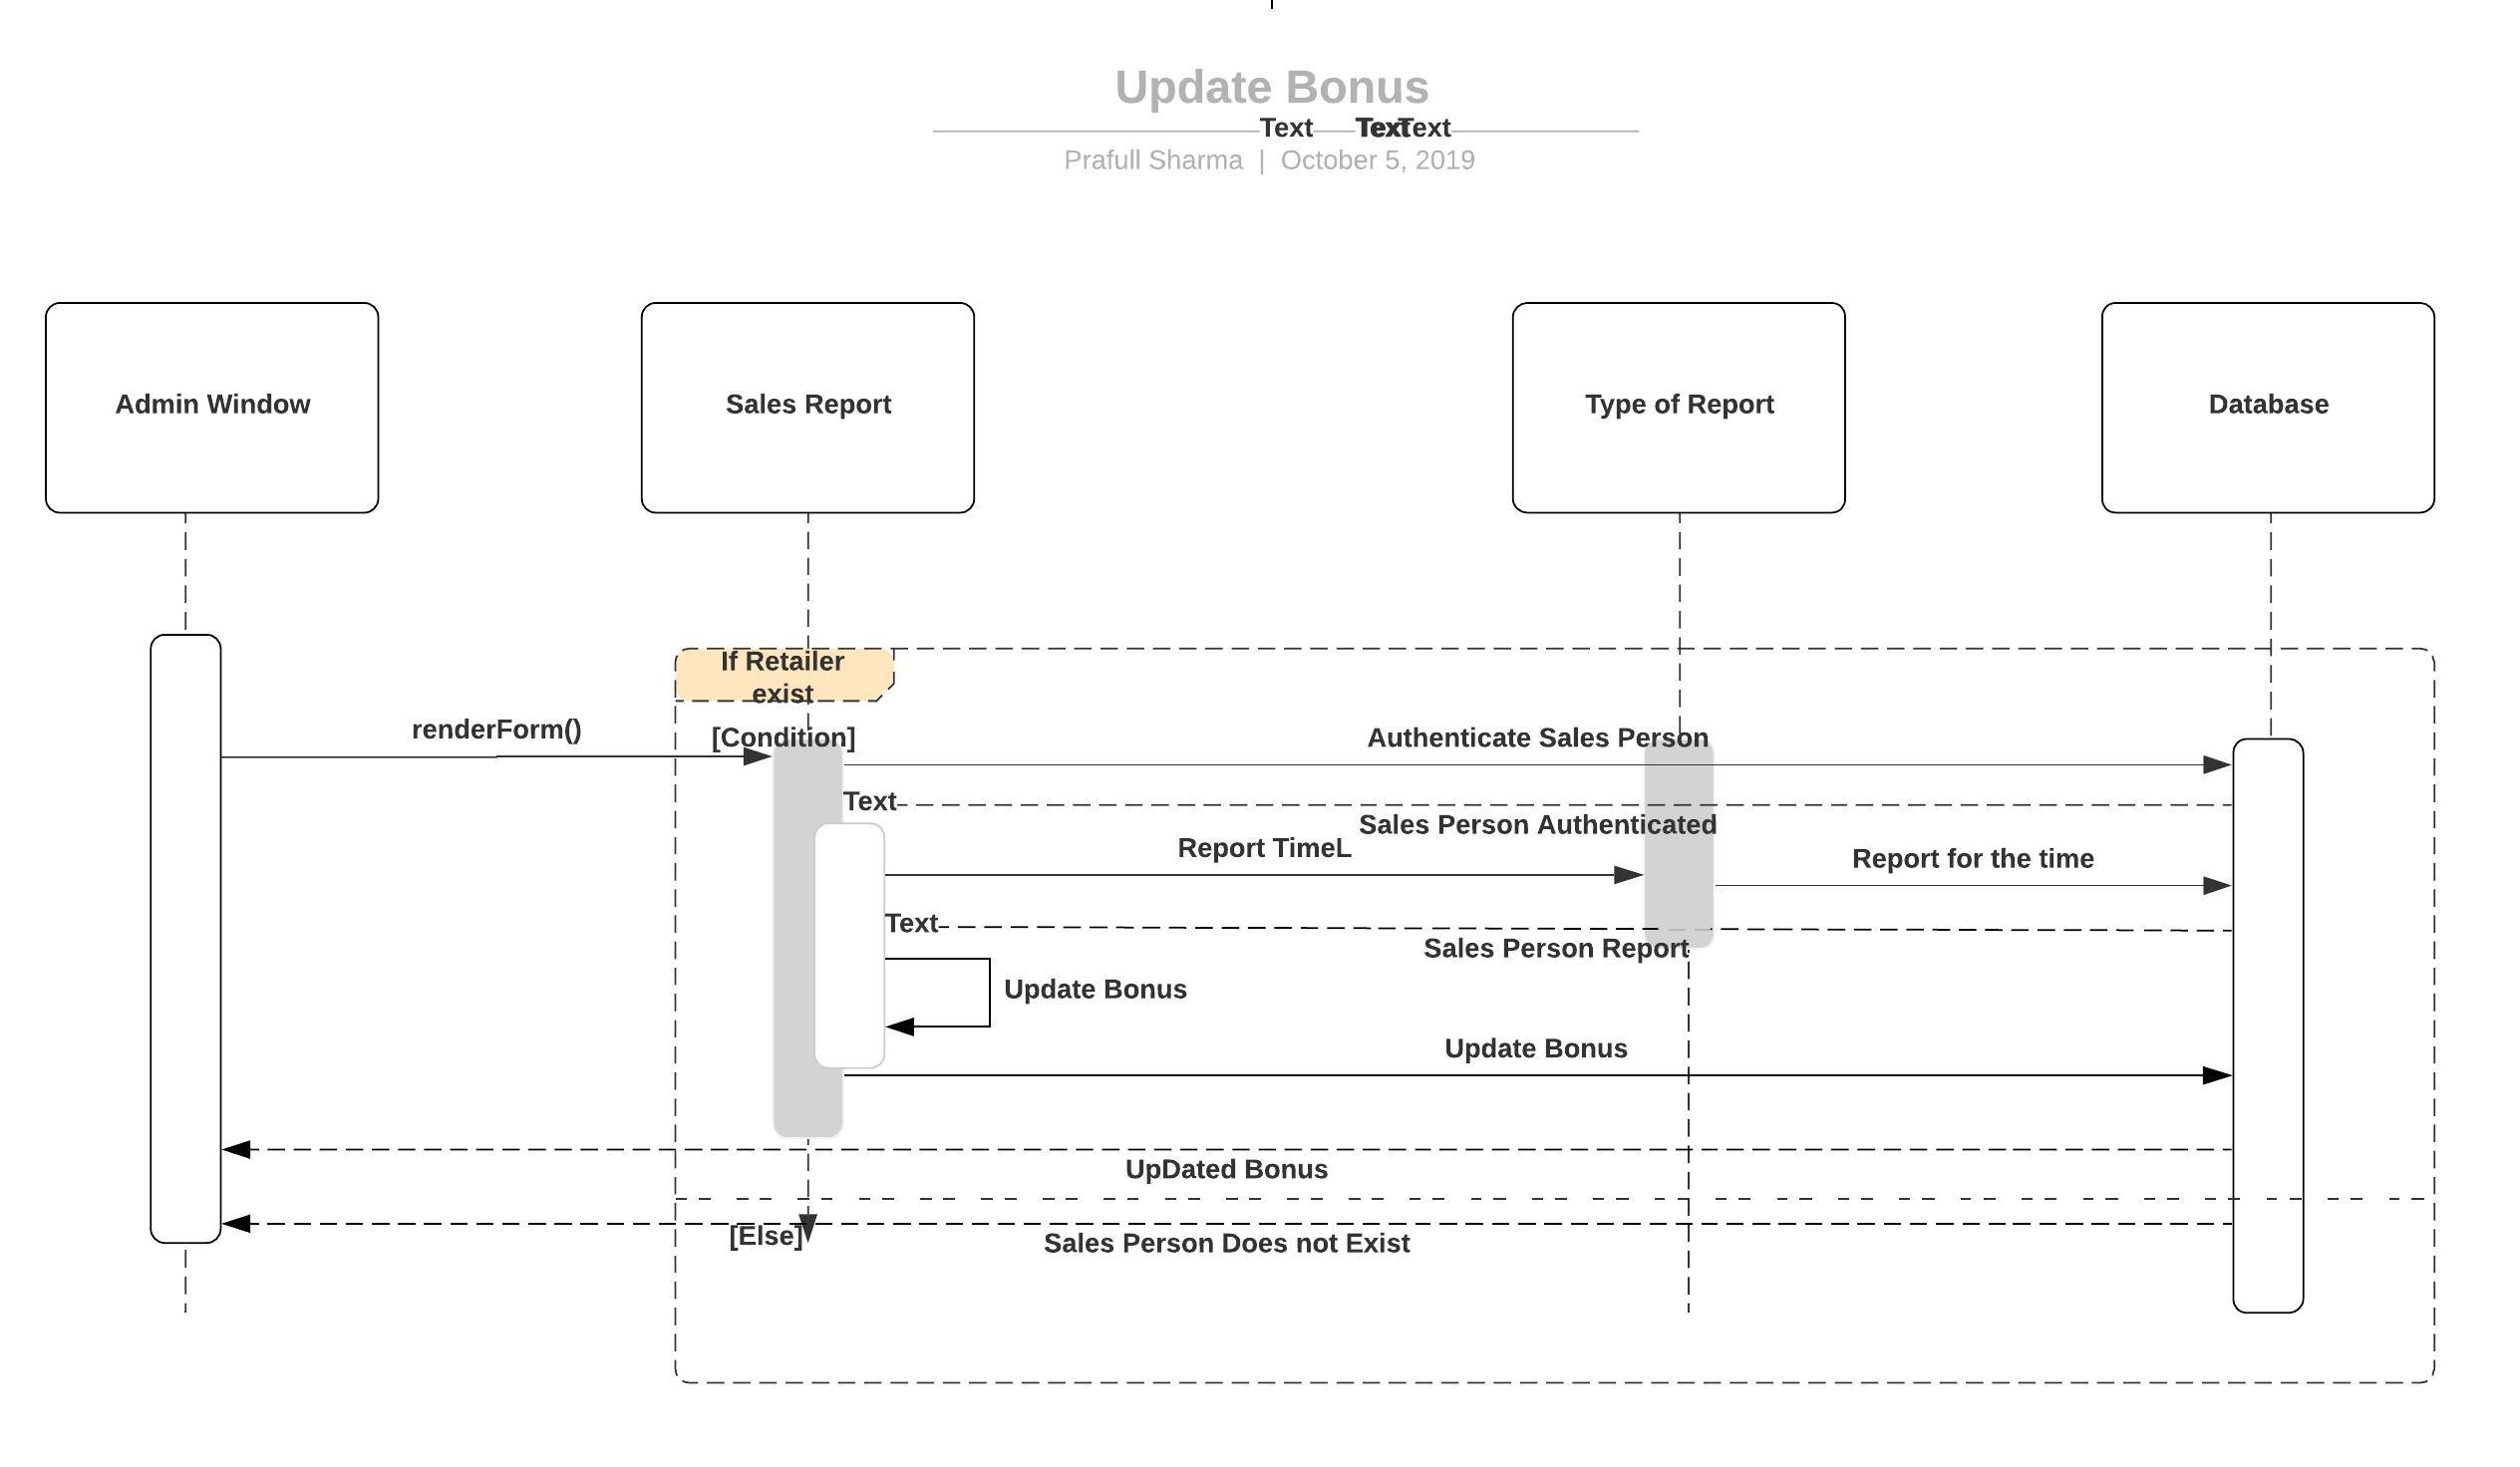 Update Bonus
Text Text Text
Prafull Sharma | October 5, 2019
Admin Window
Sales Report
Type of Report
Database
If Retailer
exist
renderForm()
[Condition]
Authenticate Sales Person
Text
Sales Person Authenticated
Report TimeL
Report for the time
Text
Sales Person Report
Update Bonus
Update Bonus
UpDated Bonus
[Else]
Sales Person Does not Exist